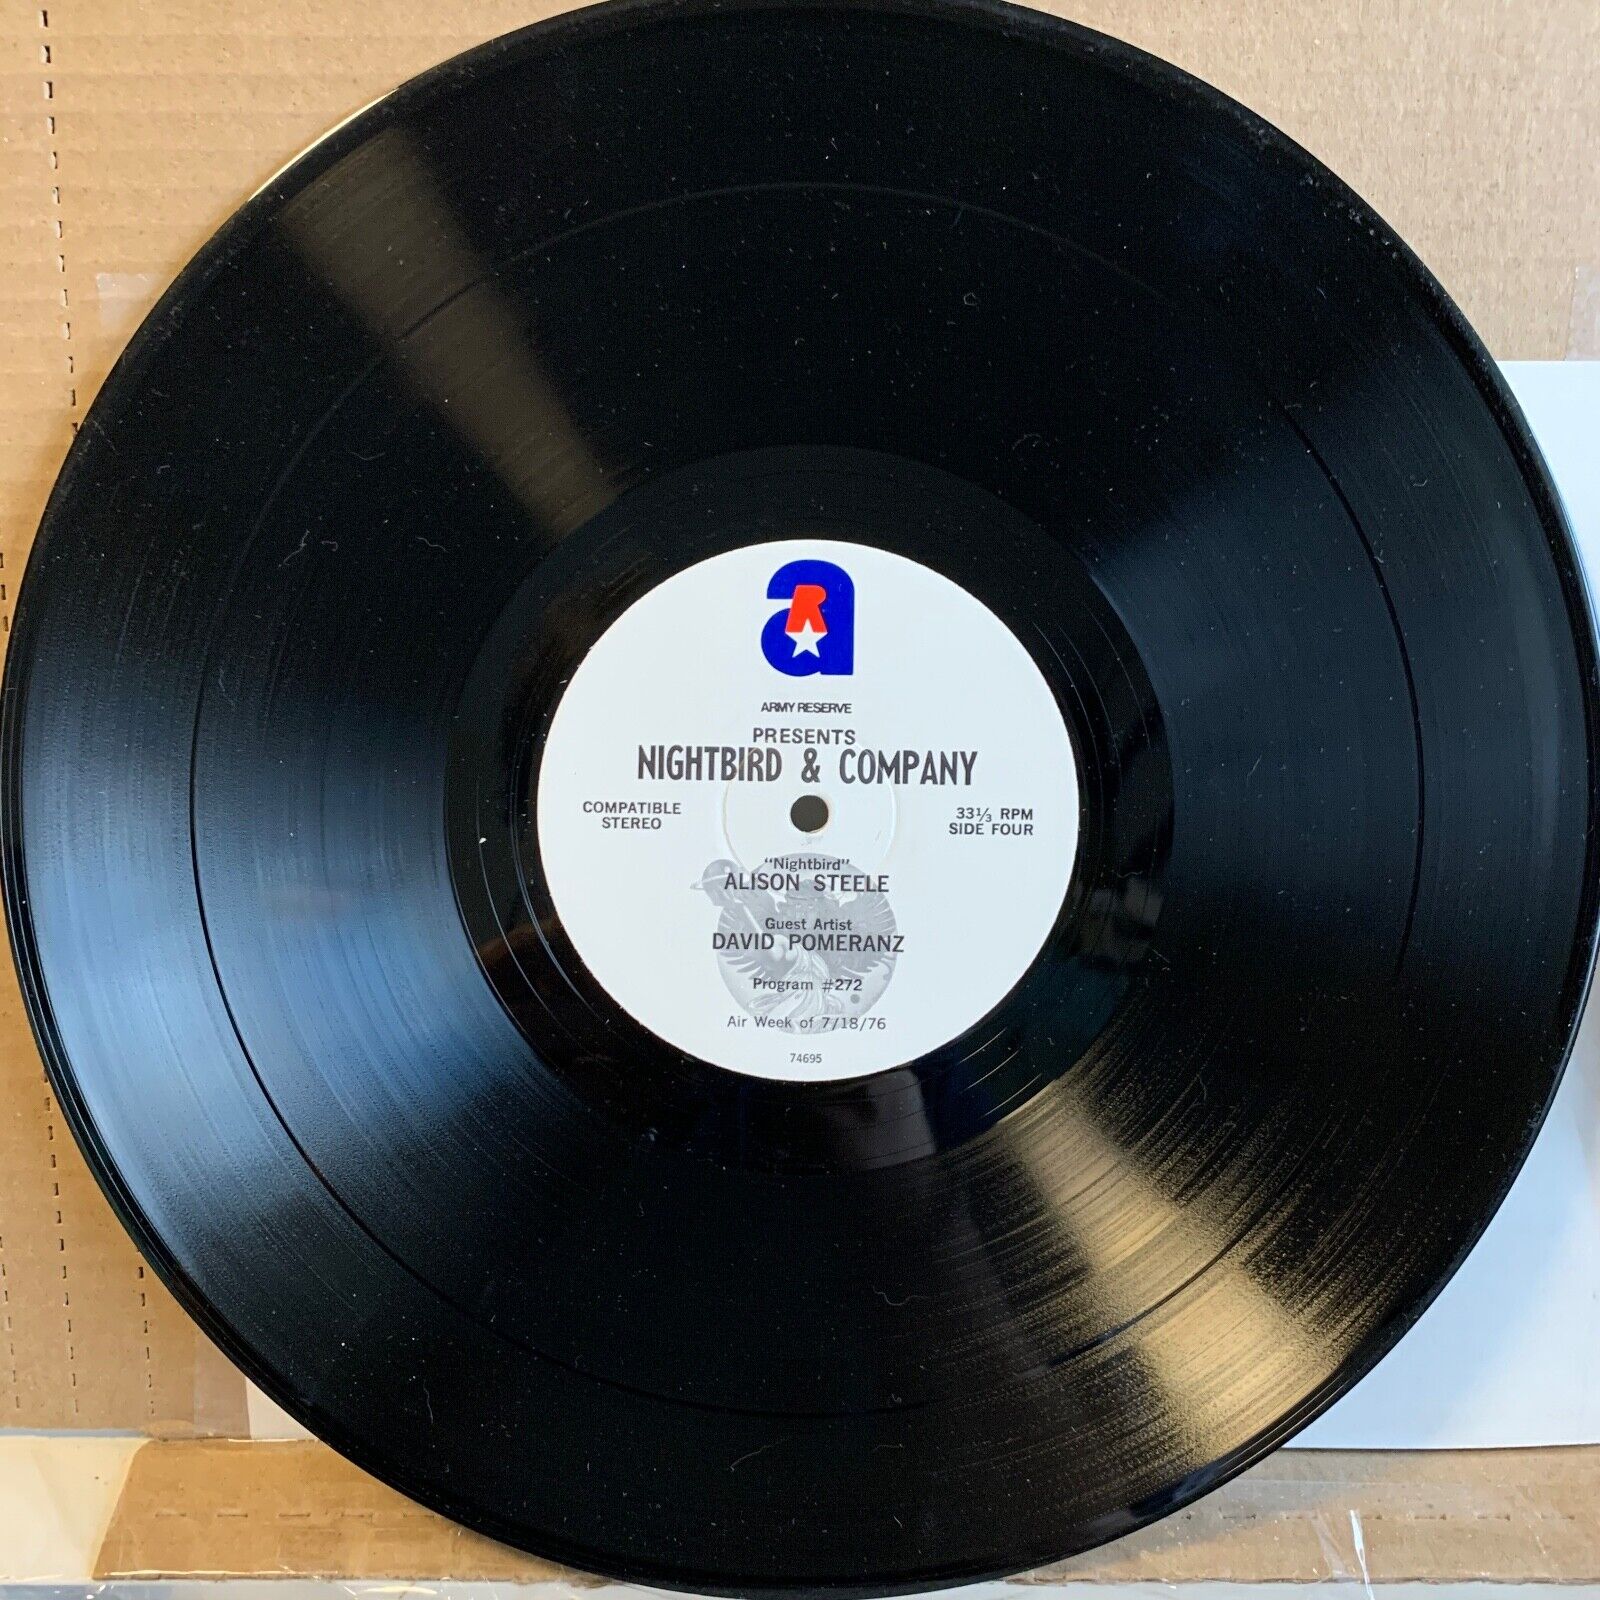 a
R
ARMY RESERVE
PRESENTS
NIGHTBIRD & COMPANY
COMPATIBLE
STEREO
33⅓ RPM
SIDE FOUR
"Nightbird"
ALISON STEELE
Guest Artist
DAVID POMERANZ
Program #272
Air Week of 7/18/76
74695